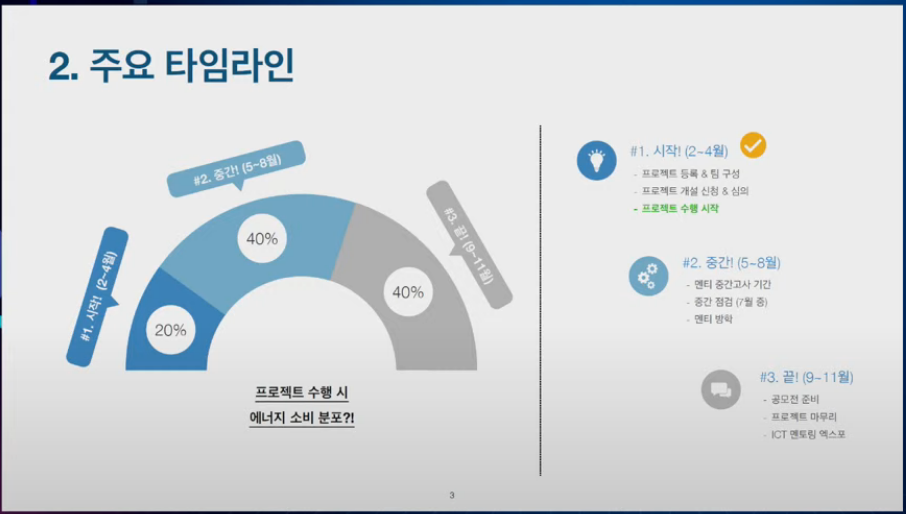 2. 주요 타임라인
#1. 시작! (2~4월)
#2. 중간! (5~8월)
#3. 끝! (9~11월)
20%
40%
40%
프로젝트 수행 시
에너지 소비 분포?!
#1. 시작! (2~4월)
- 프로젝트 등록 & 팀 구성
- 프로젝트 개설 신청 & 심의
- 프로젝트 수행 시작
#2. 중간! (5~8월)
- 멘티 중간고사 기간
- 중간 점검 (7월 중)
- 멘티 방학
#3. 끝! (9~11월)
- 공모전 준비
- 프로젝트 마무리
- ICT 멘토링 엑스포
3